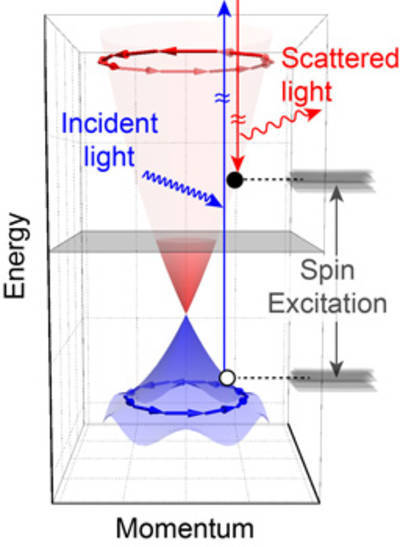 Scattered
light
Incident
light
Energy
Spin
Excitation
Momentum